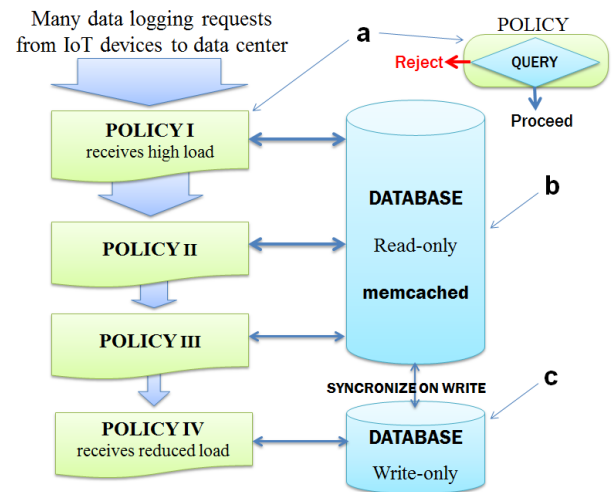 Many data logging requests
from IoT devices to data center
a
POLICY
QUERY
Reject
Proceed
POLICY I
receives high load
DATABASE
Read-only
memcached
b
POLICY II
POLICY III
SYNCRONIZE ON WRITE
c
POLICY IV
receives reduced load
DATABASE
Write-only